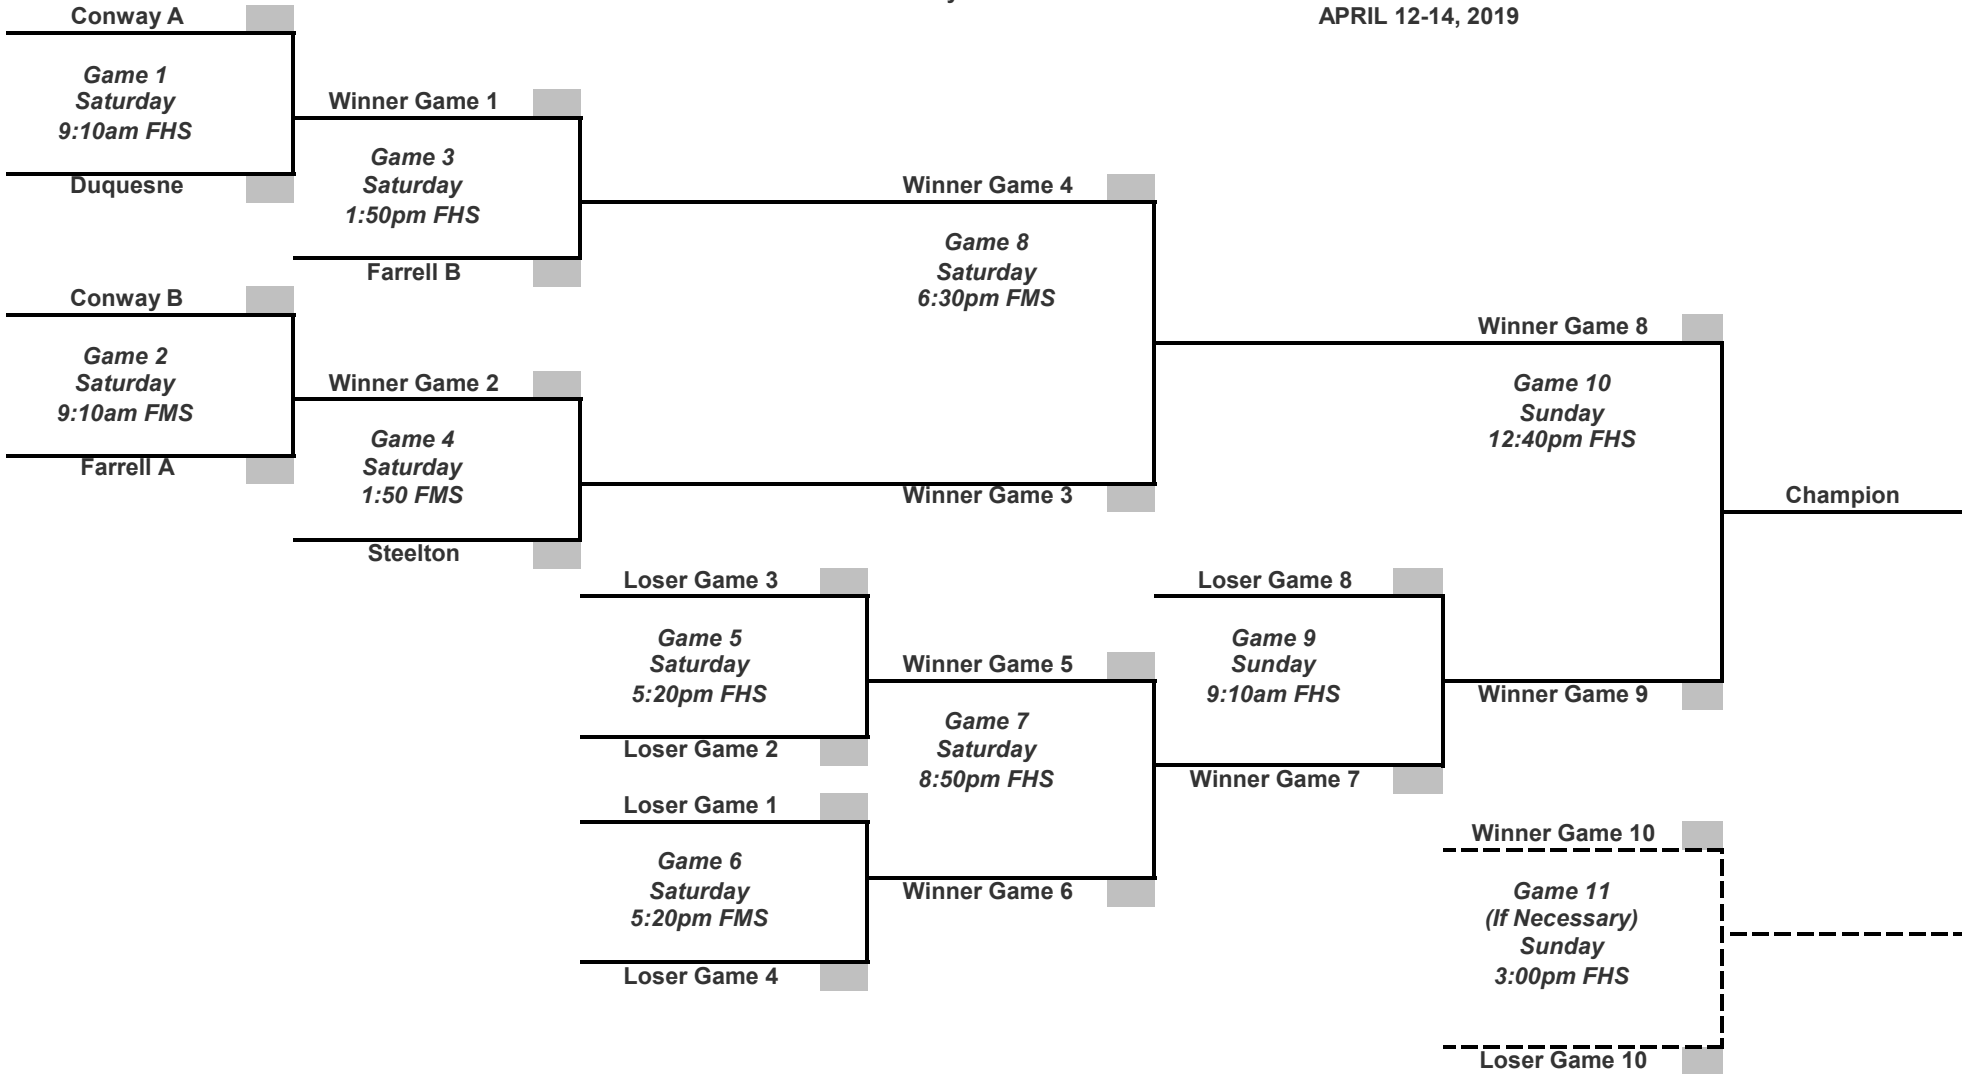 APRIL 12-14, 2019
Conway A
Game 1
Saturday
9:10am FHS
Duquesne
Winner Game 1
Game 3
Saturday
1:50pm FHS
Farrell B
Conway B
Game 2
Saturday
9:10am FMS
Farrell A
Winner Game 2
Game 4
Saturday
1:50 FMS
Steelton
Winner Game 4
Game 8
Saturday
6:30pm FMS
Winner Game 3
Winner Game 8
Game 10
Sunday
12:40pm FHS
Winner Game 9
Champion
Loser Game 3
Game 5
Saturday
5:20pm FHS
Loser Game 2
Loser Game 1
Game 6
Saturday
5:20pm FMS
Loser Game 4
Winner Game 5
Game 7
Saturday
8:50pm FHS
Winner Game 6
Loser Game 8
Game 9
Sunday
9:10am FHS
Winner Game 7
Winner Game 10
Game 11
(If Necessary)
Sunday
3:00pm FHS
Loser Game 10